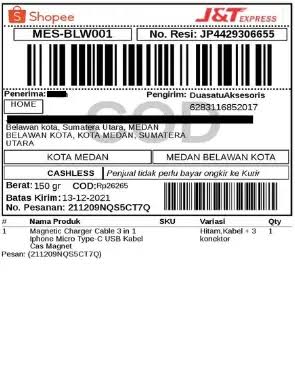 Shopee
J&T EXPRESS
MES-BLW001
No. Resi: JP4429306655
COD
Penerima:
Pengirim: DuasatuAksesoris
HOME
6283116852017
Belawan kota, Sumatera Utara, MEDAN
BELAWAN KOTA, KOTA MEDAN, SUMATERA
UTARA
KOTA MEDAN
MEDAN BELAWAN KOTA
CASHLESS
Penjual tidak perlu bayar ongkir ke Kurir
Berat: 150 gr COD:Rp26265
Batas Kirim: 13-12-2021
No. Pesanan: 211209NQS5CT7Q
# Nama Produk SKU Variasi Qty
1 Magnetic Charger Cable 3 in 1 Hitam,Kabel + 3 1
Iphone Micro Type-C USB Kabel konektor
Cas Magnet
Pesan: (211209NQS5CT7Q)